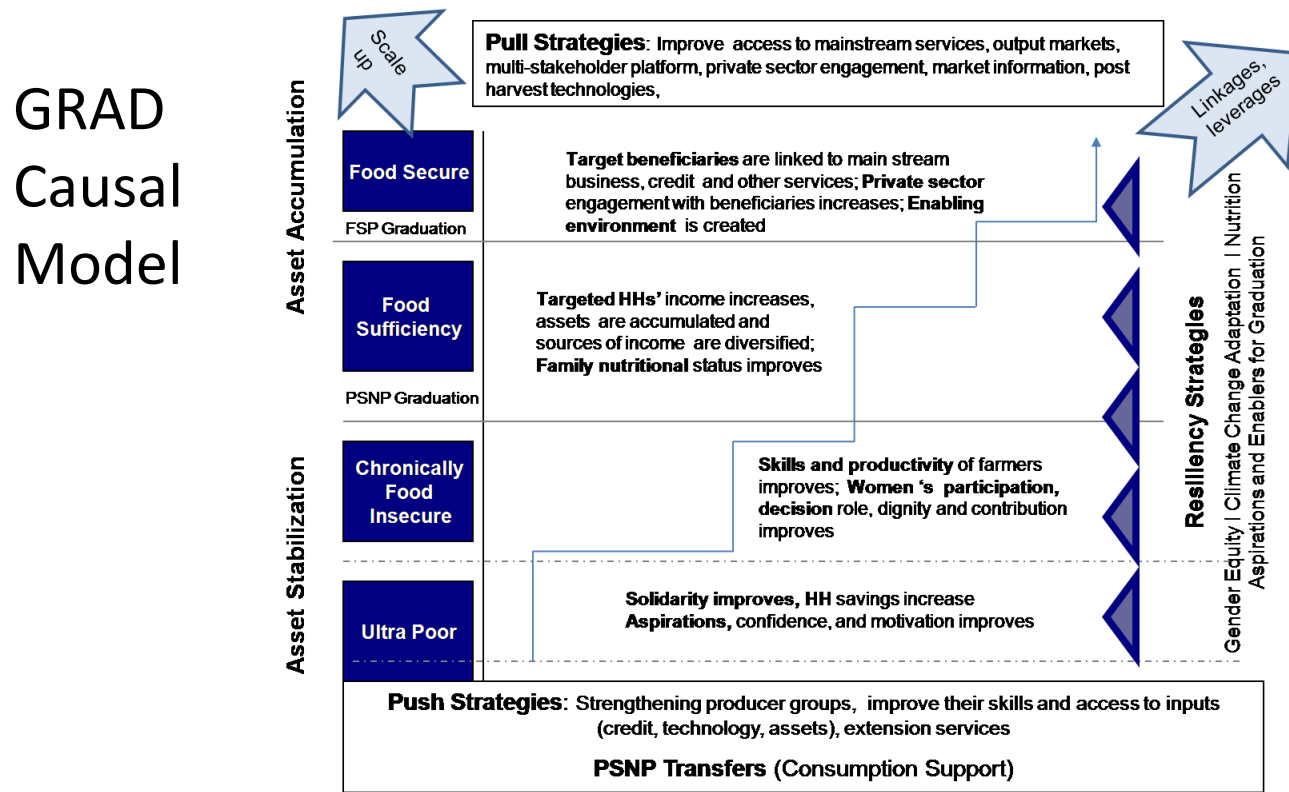 GRAD
Causal
Model
Scale
up
Pull Strategies: Improve access to mainstream services, output markets,
multi-stakeholder platform, private sector engagement, market information, post
harvest technologies,
Linkages,
leverages
Asset Accumulation
Food Secure
FSP Graduation
Target beneficiaries are linked to main stream
business, credit and other services; Private sector
engagement with beneficiaries increases; Enabling
environment is created
Food
Sufficiency
PSNP Graduation
Targeted HHs' income increases,
assets are accumulated and
sources of income are diversified;
Family nutritional status improves
Asset Stabilization
Chronically
Food
Insecure
Skills and productivity of farmers
improves; Women 's participation,
decision role, dignity and contribution
improves
Ultra Poor
Solidarity improves, HH savings increase
Aspirations, confidence, and motivation improves
Resiliency Strategies
Gender Equity I Climate Change Adaptation I Nutrition
Aspirations and Enablers for Graduation
Push Strategies: Strengthening producer groups, improve their skills and access to inputs
(credit, technology, assets), extension services
PSNP Transfers (Consumption Support)